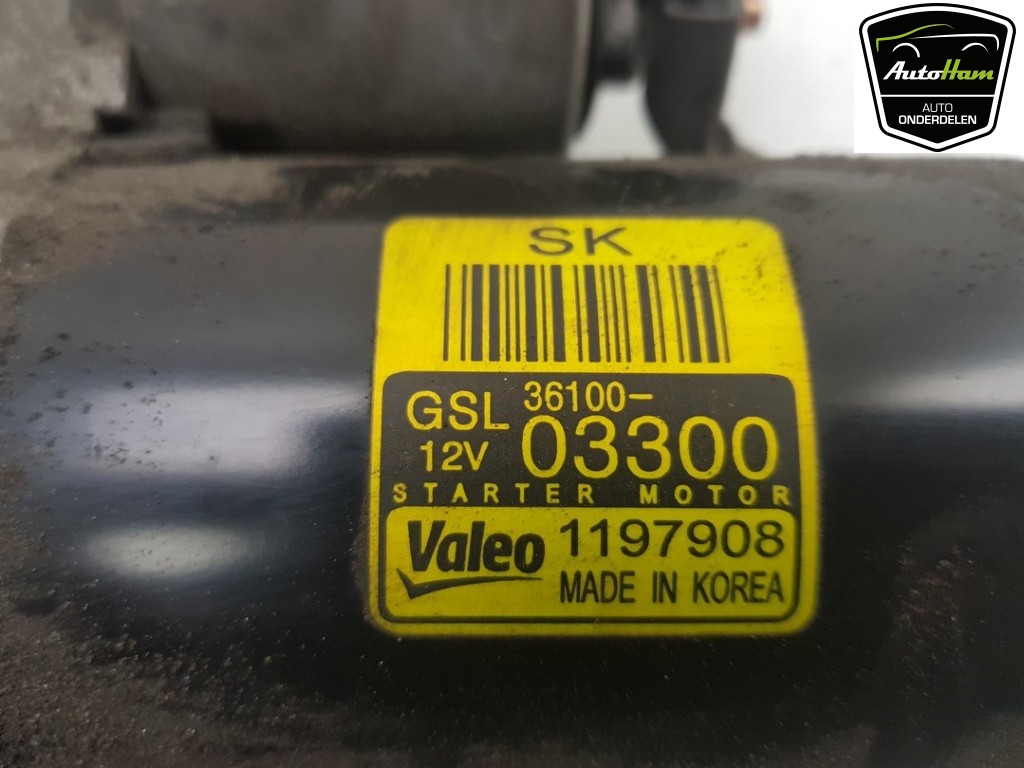 AutoHam
AUTO
ONDERDELEN
SK
GSL 36100-
12V 03300
STARTER MOTOR
Valeo 1197908
MADE IN KOREA